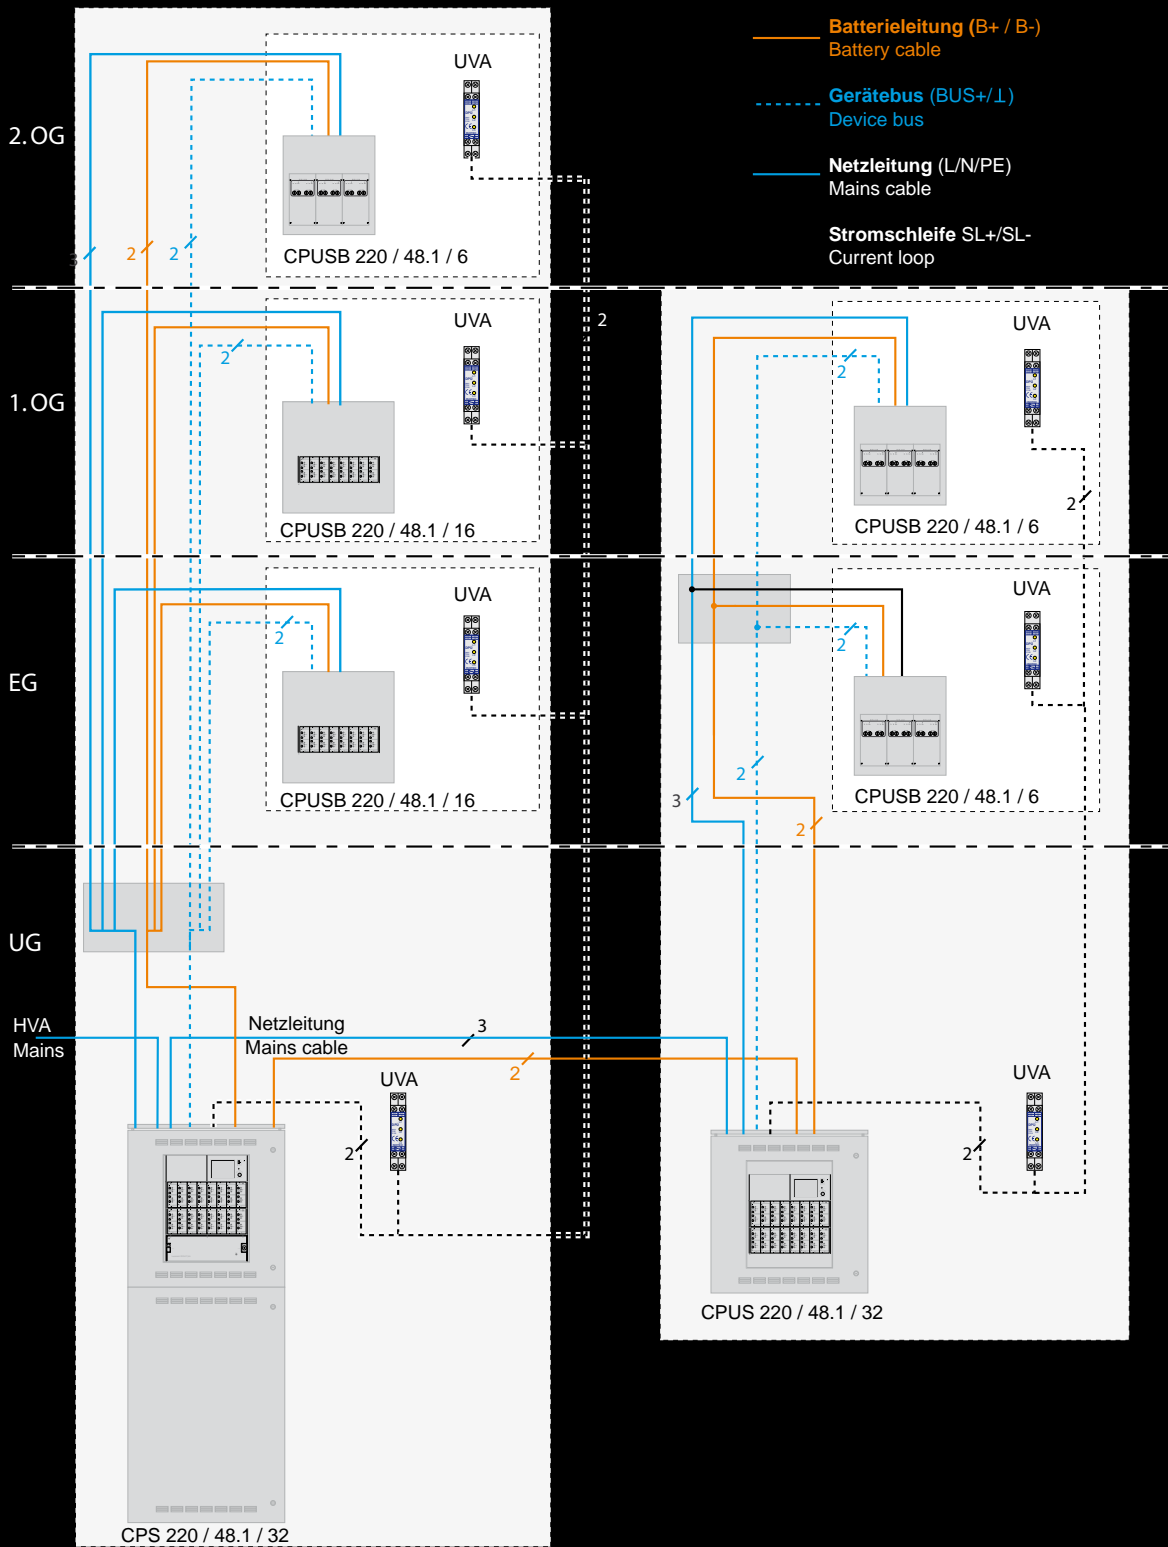 Batterieleitung (B+ / B-)
Battery cable
Gerätebus (BUS+/⊥)
Device bus
Netzleitung (L/N/PE)
Mains cable
Stromschleife SL+/SL-
Current loop
2.OG
UVA
3
2
2
CPUSB 220 / 48.1 / 6
1.OG
UVA
2
2
CPUSB 220 / 48.1 / 16
UVA
2
2
CPUSB 220 / 48.1 / 6
EG
UVA
2
CPUSB 220 / 48.1 / 16
UVA
2
2
3
2
CPUSB 220 / 48.1 / 6
UG
HVA
Mains
Netzleitung
Mains cable
3
2
UVA
2
CPS 220 / 48.1 / 32
UVA
2
CPUS 220 / 48.1 / 32